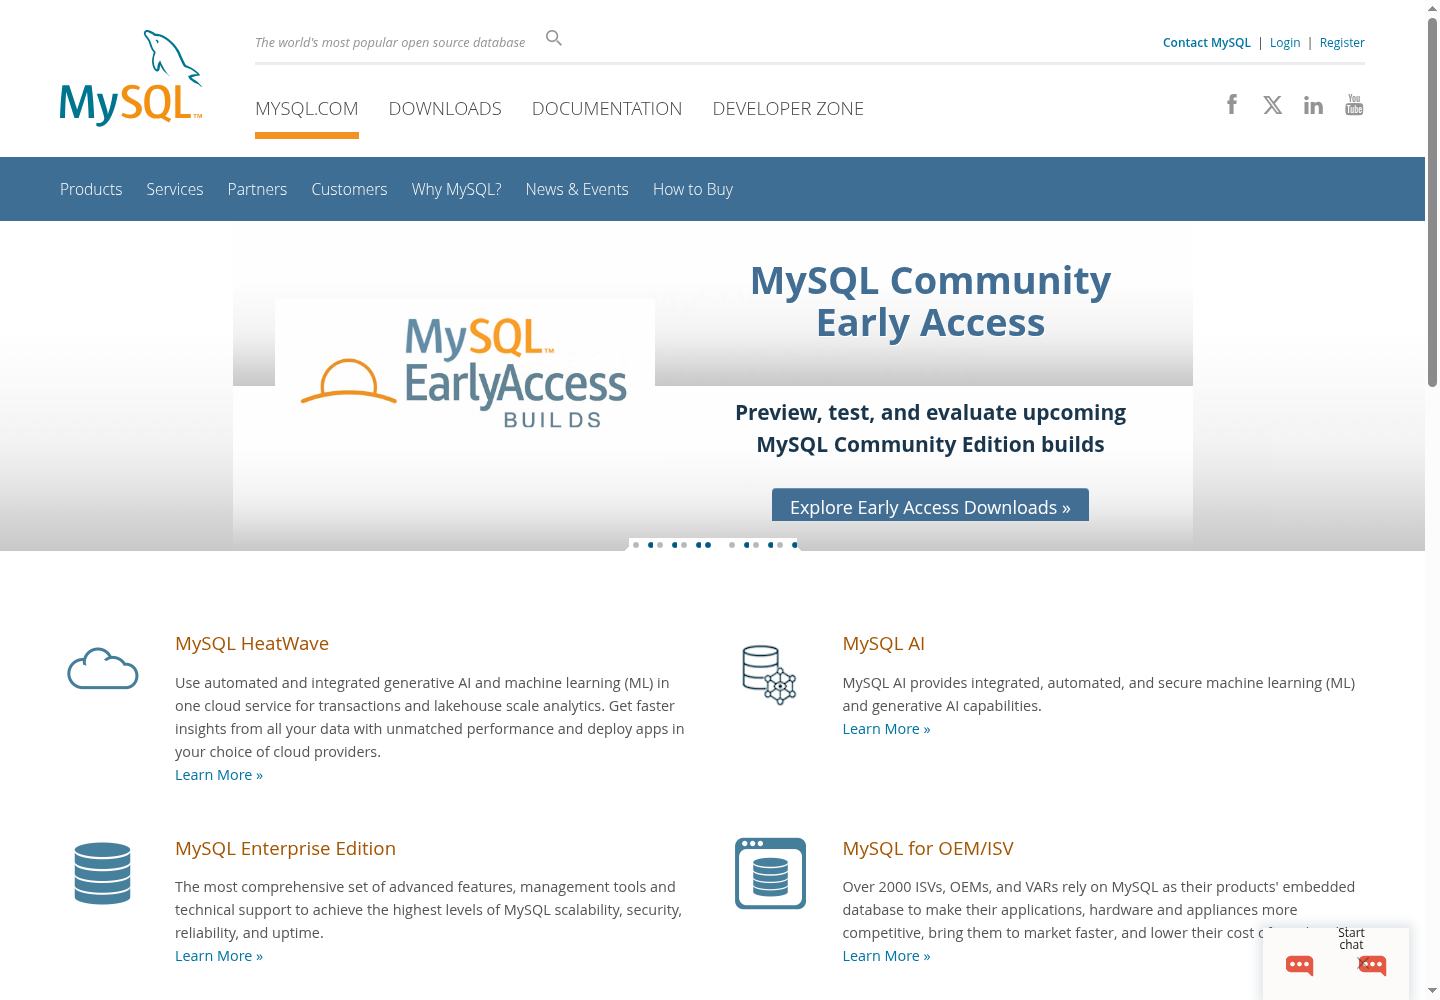 The world's most popular open source database
Contact MySQL | Login | Register
MySQL™
MYSQL.COM DOWNLOADS DOCUMENTATION DEVELOPER ZONE
You
Tube
Products Services Partners Customers Why MySQL? News & Events How to Buy
MySQL™
EarlyAccess
BUILDS
MySQL Community
Early Access
Preview, test, and evaluate upcoming
MySQL Community Edition builds
Explore Early Access Downloads »
MySQL HeatWave
Use automated and integrated generative AI and machine learning (ML) in
one cloud service for transactions and lakehouse scale analytics. Get faster
insights from all your data with unmatched performance and deploy apps in
your choice of cloud providers.
Learn More »
MySQL AI
MySQL AI provides integrated, automated, and secure machine learning (ML)
and generative AI capabilities.
Learn More »
MySQL Enterprise Edition
The most comprehensive set of advanced features, management tools and
technical support to achieve the highest levels of MySQL scalability, security,
reliability, and uptime.
Learn More »
MySQL for OEM/ISV
Over 2000 ISVs, OEMs, and VARs rely on MySQL as their products' embedded
database to make their applications, hardware and appliances more
competitive, bring them to market faster, and lower their cost
Learn More »
Start
chat